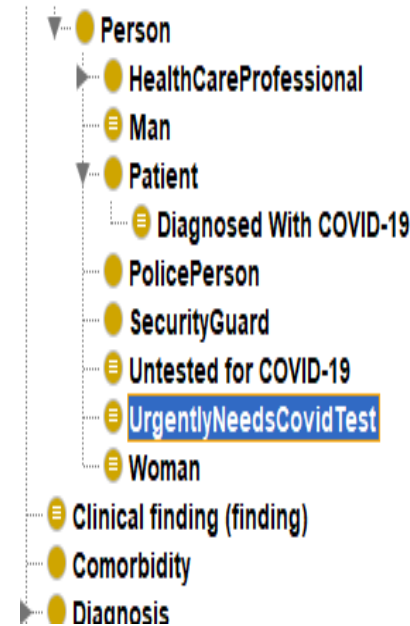 Person
HealthCareProfessional
Man
Patient
Diagnosed With COVID-19
PolicePerson
SecurityGuard
Untested for COVID-19
UrgentlyNeedsCovidTest
Woman
Clinical finding (finding)
Comorbidity
Diagnosis